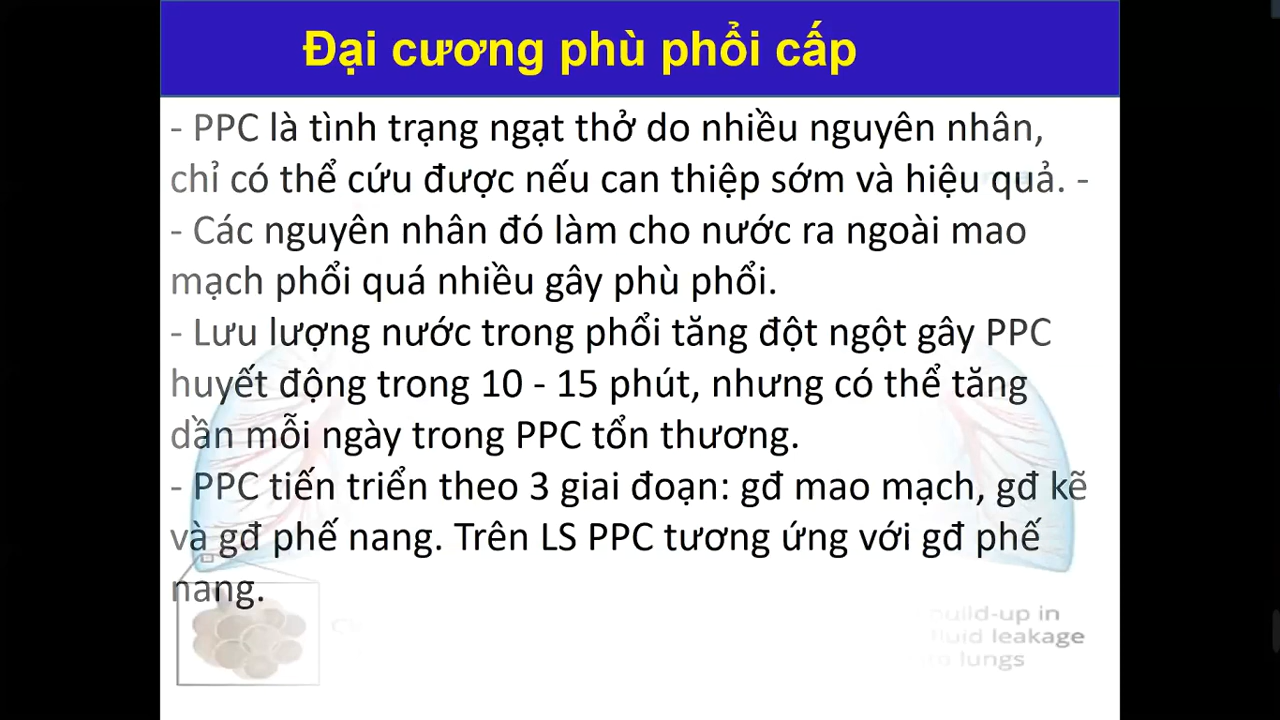 Đại cương phù phổi cấp
- PPC là tình trạng ngạt thở do nhiều nguyên nhân,
chỉ có thể cứu được nếu can thiệp sớm và hiệu quả. -
- Các nguyên nhân đó làm cho nước ra ngoài mao
mạch phổi quá nhiều gây phù phổi.
- Lưu lượng nước trong phổi tăng đột ngột gây PPC
huyết động trong 10 - 15 phút, nhưng có thể tăng
dần mỗi ngày trong PPC tổn thương.
- PPC tiến triển theo 3 giai đoạn: gđ mao mạch, gđ kẽ
và gđ phế nang. Trên LS PPC tương ứng với gđ phế
nang.
build-up in
fluid leakage
lungs